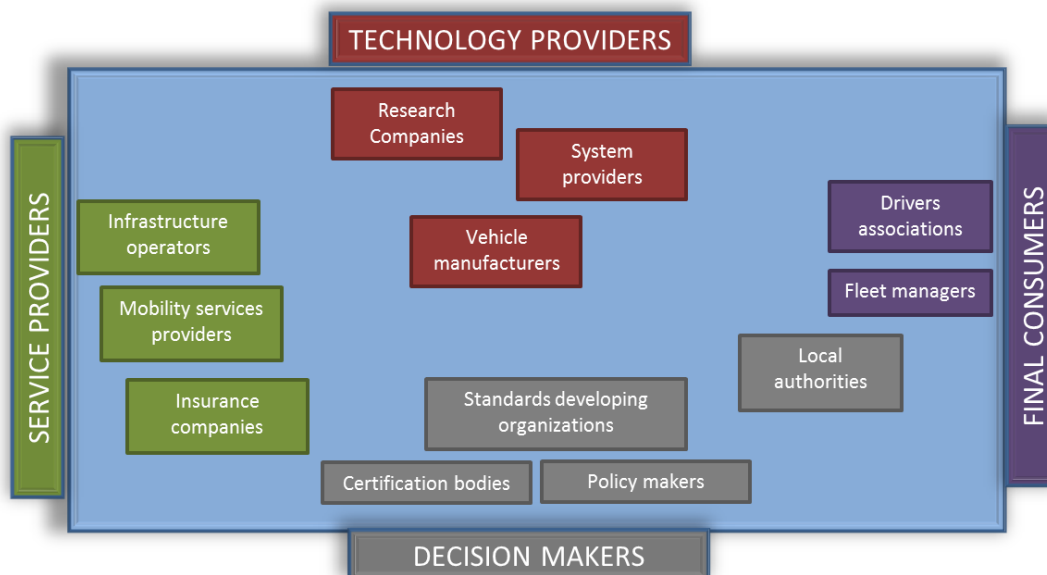 TECHNOLOGY PROVIDERS
Research
Companies
System
providers
Vehicle
manufacturers
SERVICE PROVIDERS
Infrastructure
operators
Mobility services
providers
Insurance
companies
Drivers
associations
Fleet managers
FINAL CONSUMERS
Local
authorities
Standards developing
organizations
Certification bodies
Policy makers
DECISION MAKERS